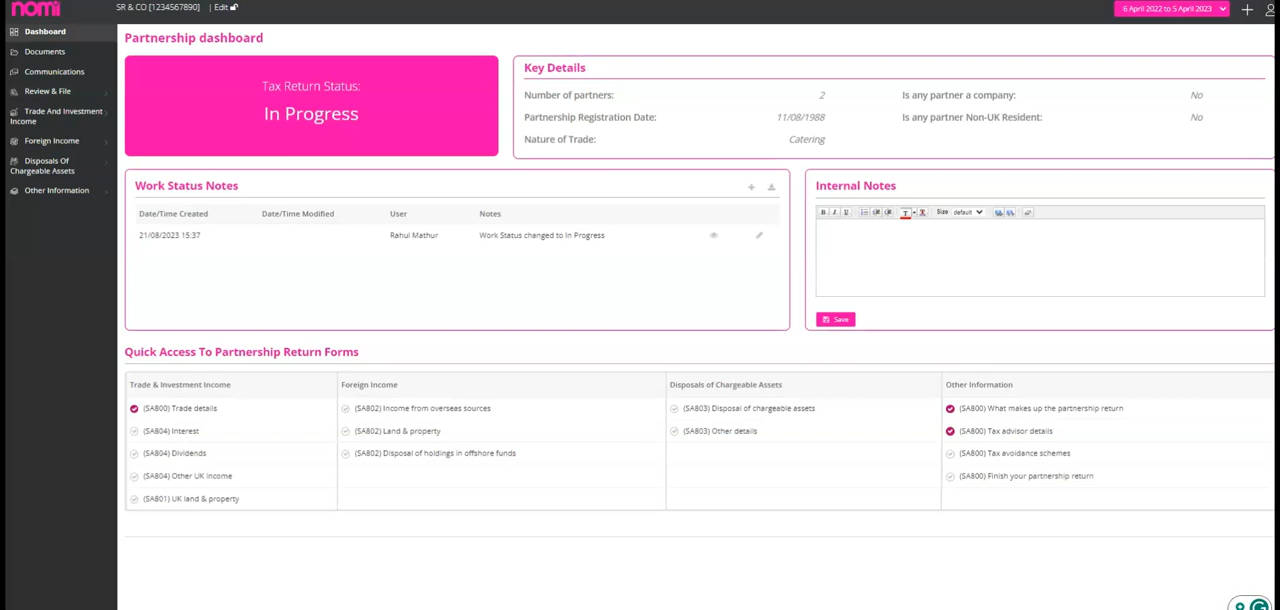 nomi
SR & CO [1234567890] | Edit
6 April 2022 to 5 April 2023
Dashboard
Documents
Communications
Review & File
Trade And Investment
Income
Foreign Income
Disposals Of
Chargeable Assets
Other Information
Partnership dashboard
Tax Return Status:
In Progress
Key Details
Number of partners: 2 Is any partner a company: No
Partnership Registration Date: 11/08/1988 Is any partner Non-UK Resident: No
Nature of Trade: Catering
Work Status Notes
Date/Time Created Date/Time Modified User Notes
21/08/2023 15:37 Rahul Mathur Work Status changed to In Progress
Internal Notes
B I U T Size default
Save
Quick Access To Partnership Return Forms
Trade & Investment Income Foreign Income Disposals of Chargeable Assets Other Information
(SA800) Trade details (SA802) Income from overseas sources (SA803) Disposal of chargeable assets (SA800) What makes up the partnership return
(SA804) Interest (SA802) Land & property (SA803) Other details (SA800) Tax advisor details
(SA804) Dividends (SA802) Disposal of holdings in offshore funds (SA800) Tax avoidance schemes
(SA804) Other UK Income (SA800) Finish your partnership return
(SA801) UK land & property